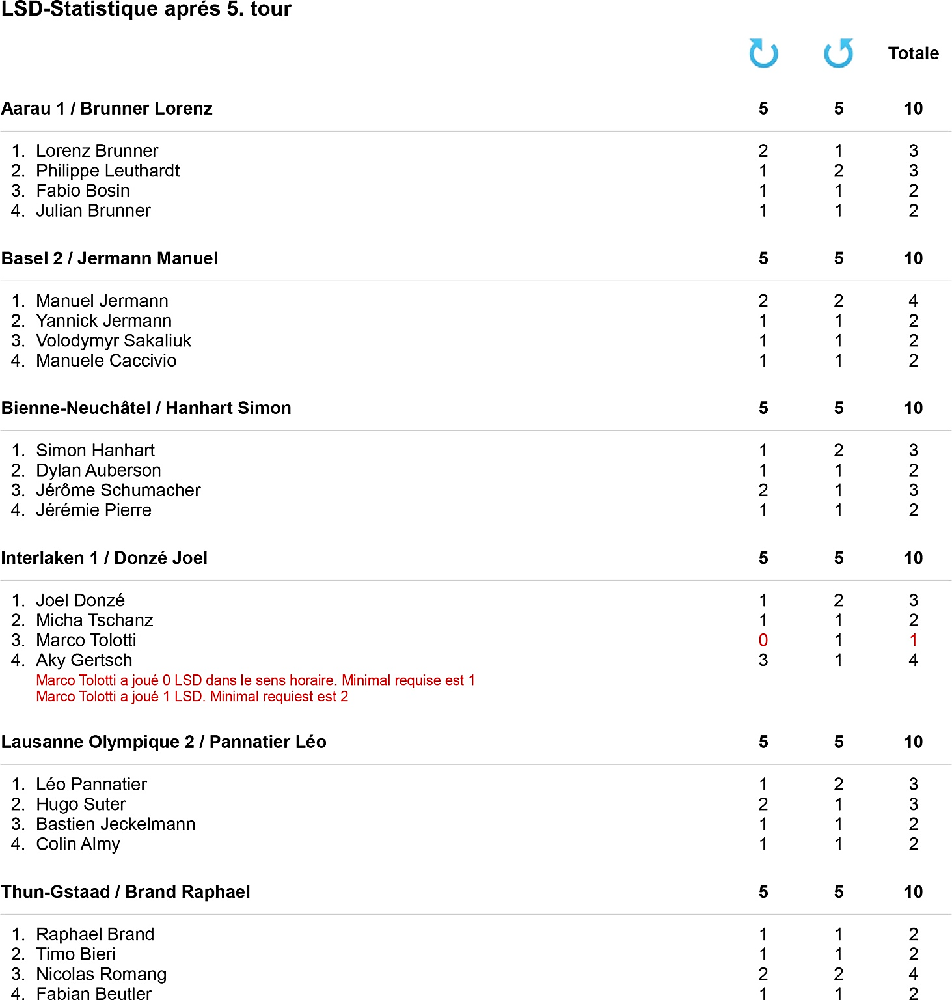 LSD-Statistique aprés 5. tour
Totale
Aarau 1 / Brunner Lorenz 5 5 10
1. Lorenz Brunner 2 1 3
2. Philippe Leuthardt 1 2 3
3. Fabio Bosin 1 1 2
4. Julian Brunner 1 1 2
Basel 2 / Jermann Manuel 5 5 10
1. Manuel Jermann 2 2 4
2. Yannick Jermann 1 1 2
3. Volodymyr Sakaliuk 1 1 2
4. Manuele Caccivio 1 1 2
Bienne-Neuchâtel / Hanhart Simon 5 5 10
1. Simon Hanhart 1 2 3
2. Dylan Auberson 1 1 2
3. Jérôme Schumacher 2 1 3
4. Jérémie Pierre 1 1 2
Interlaken 1 / Donzé Joel 5 5 10
1. Joel Donzé 1 2 3
2. Micha Tschanz 1 1 2
3. Marco Tolotti 0 1 1
4. Aky Gertsch 3 1 4
Marco Tolotti a joué 0 LSD dans le sens horaire. Minimal requise est 1
Marco Tolotti a joué 1 LSD. Minimal requiest est 2
Lausanne Olympique 2 / Pannatier Léo 5 5 10
1. Léo Pannatier 1 2 3
2. Hugo Suter 2 1 3
3. Bastien Jeckelmann 1 1 2
4. Colin Almy 1 1 2
Thun-Gstaad / Brand Raphael 5 5 10
1. Raphael Brand 1 1 2
2. Timo Bieri 1 1 2
3. Nicolas Romang 2 2 4
4. Fabian Beutler 1 1 2